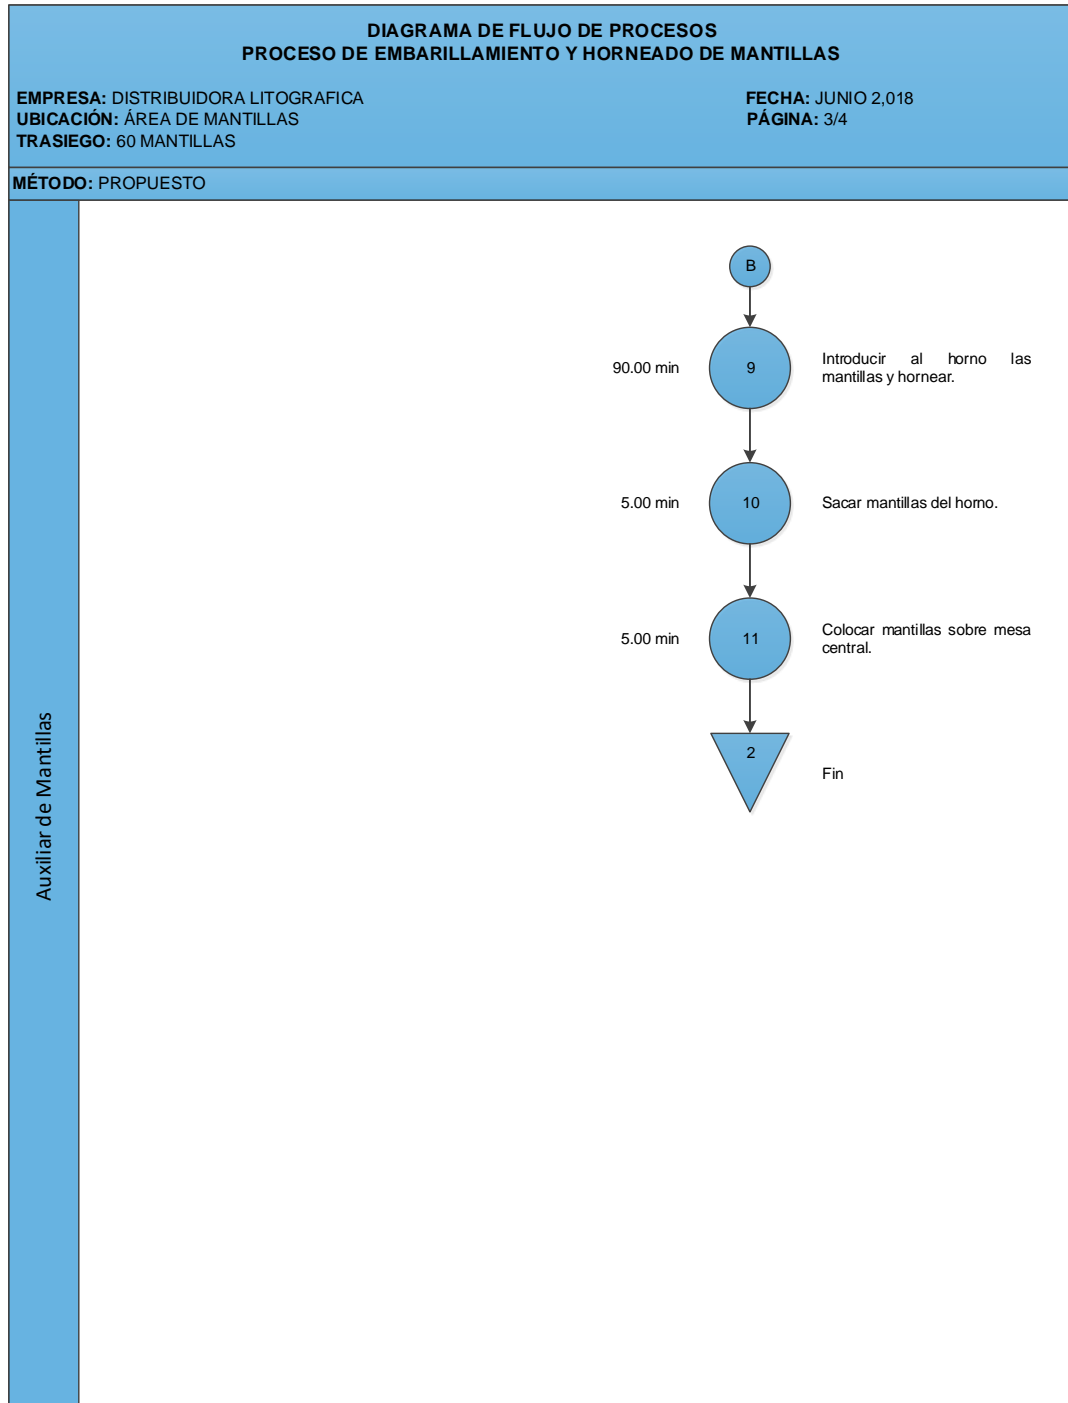 DIAGRAMA DE FLUJO DE PROCESOS
PROCESO DE EMBARILLAMIENTO Y HORNEADO DE MANTILLAS
EMPRESA: DISTRIBUIDORA LITOGRAFICA
FECHA: JUNIO 2,018
UBICACIÓN: ÁREA DE MANTILLAS
PÁGINA: 3/4
TRASIEGO: 60 MANTILLAS
MÉTODO: PROPUESTO
Auxiliar de Mantillas
B
90.00 min
9
Introducir al horno las
mantillas y hornear.
5.00 min
10
Sacar mantillas del horno.
5.00 min
11
Colocar mantillas sobre mesa
central.
2
Fin